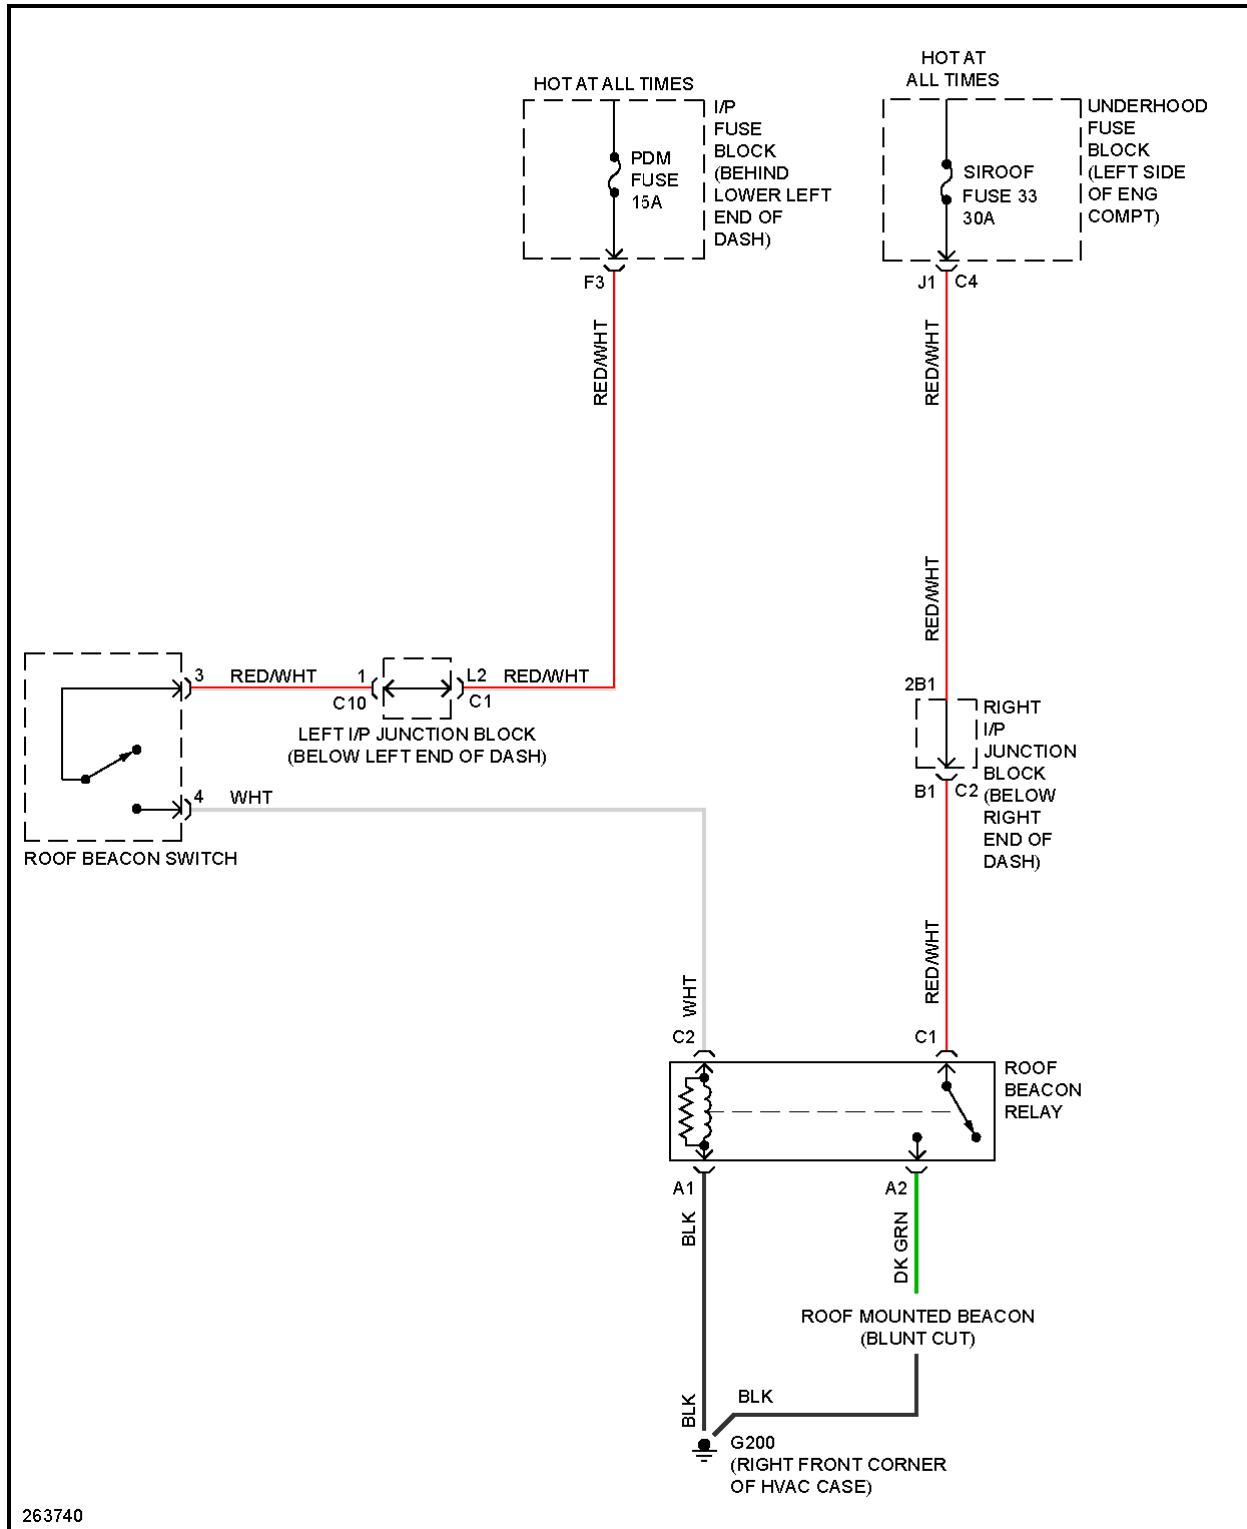 HOT AT ALL TIMES
I/P
FUSE
BLOCK
(BEHIND
LOWER LEFT
END OF
DASH)
PDM
FUSE
15A
F3
RED/WHT
HOT AT
ALL TIMES
UNDERHOOD
FUSE
BLOCK
(LEFT SIDE
OF ENG
COMPT)
SIROOF
FUSE 33
30A
J1 C4
RED/WHT
RED/WHT
3 RED/WHT 1
C10
L2 RED/WHT
C1
LEFT I/P JUNCTION BLOCK
(BELOW LEFT END OF DASH)
4 WHT
ROOF BEACON SWITCH
2B1
RIGHT
I/P
JUNCTION
BLOCK
(BELOW
RIGHT
END OF
DASH)
B1 C2
RED/WHT
WHT
C2
C1
ROOF
BEACON
RELAY
A1
A2
BLK
DK GRN
ROOF MOUNTED BEACON
(BLUNT CUT)
BLK
BLK
G200
(RIGHT FRONT CORNER
OF HVAC CASE)
263740